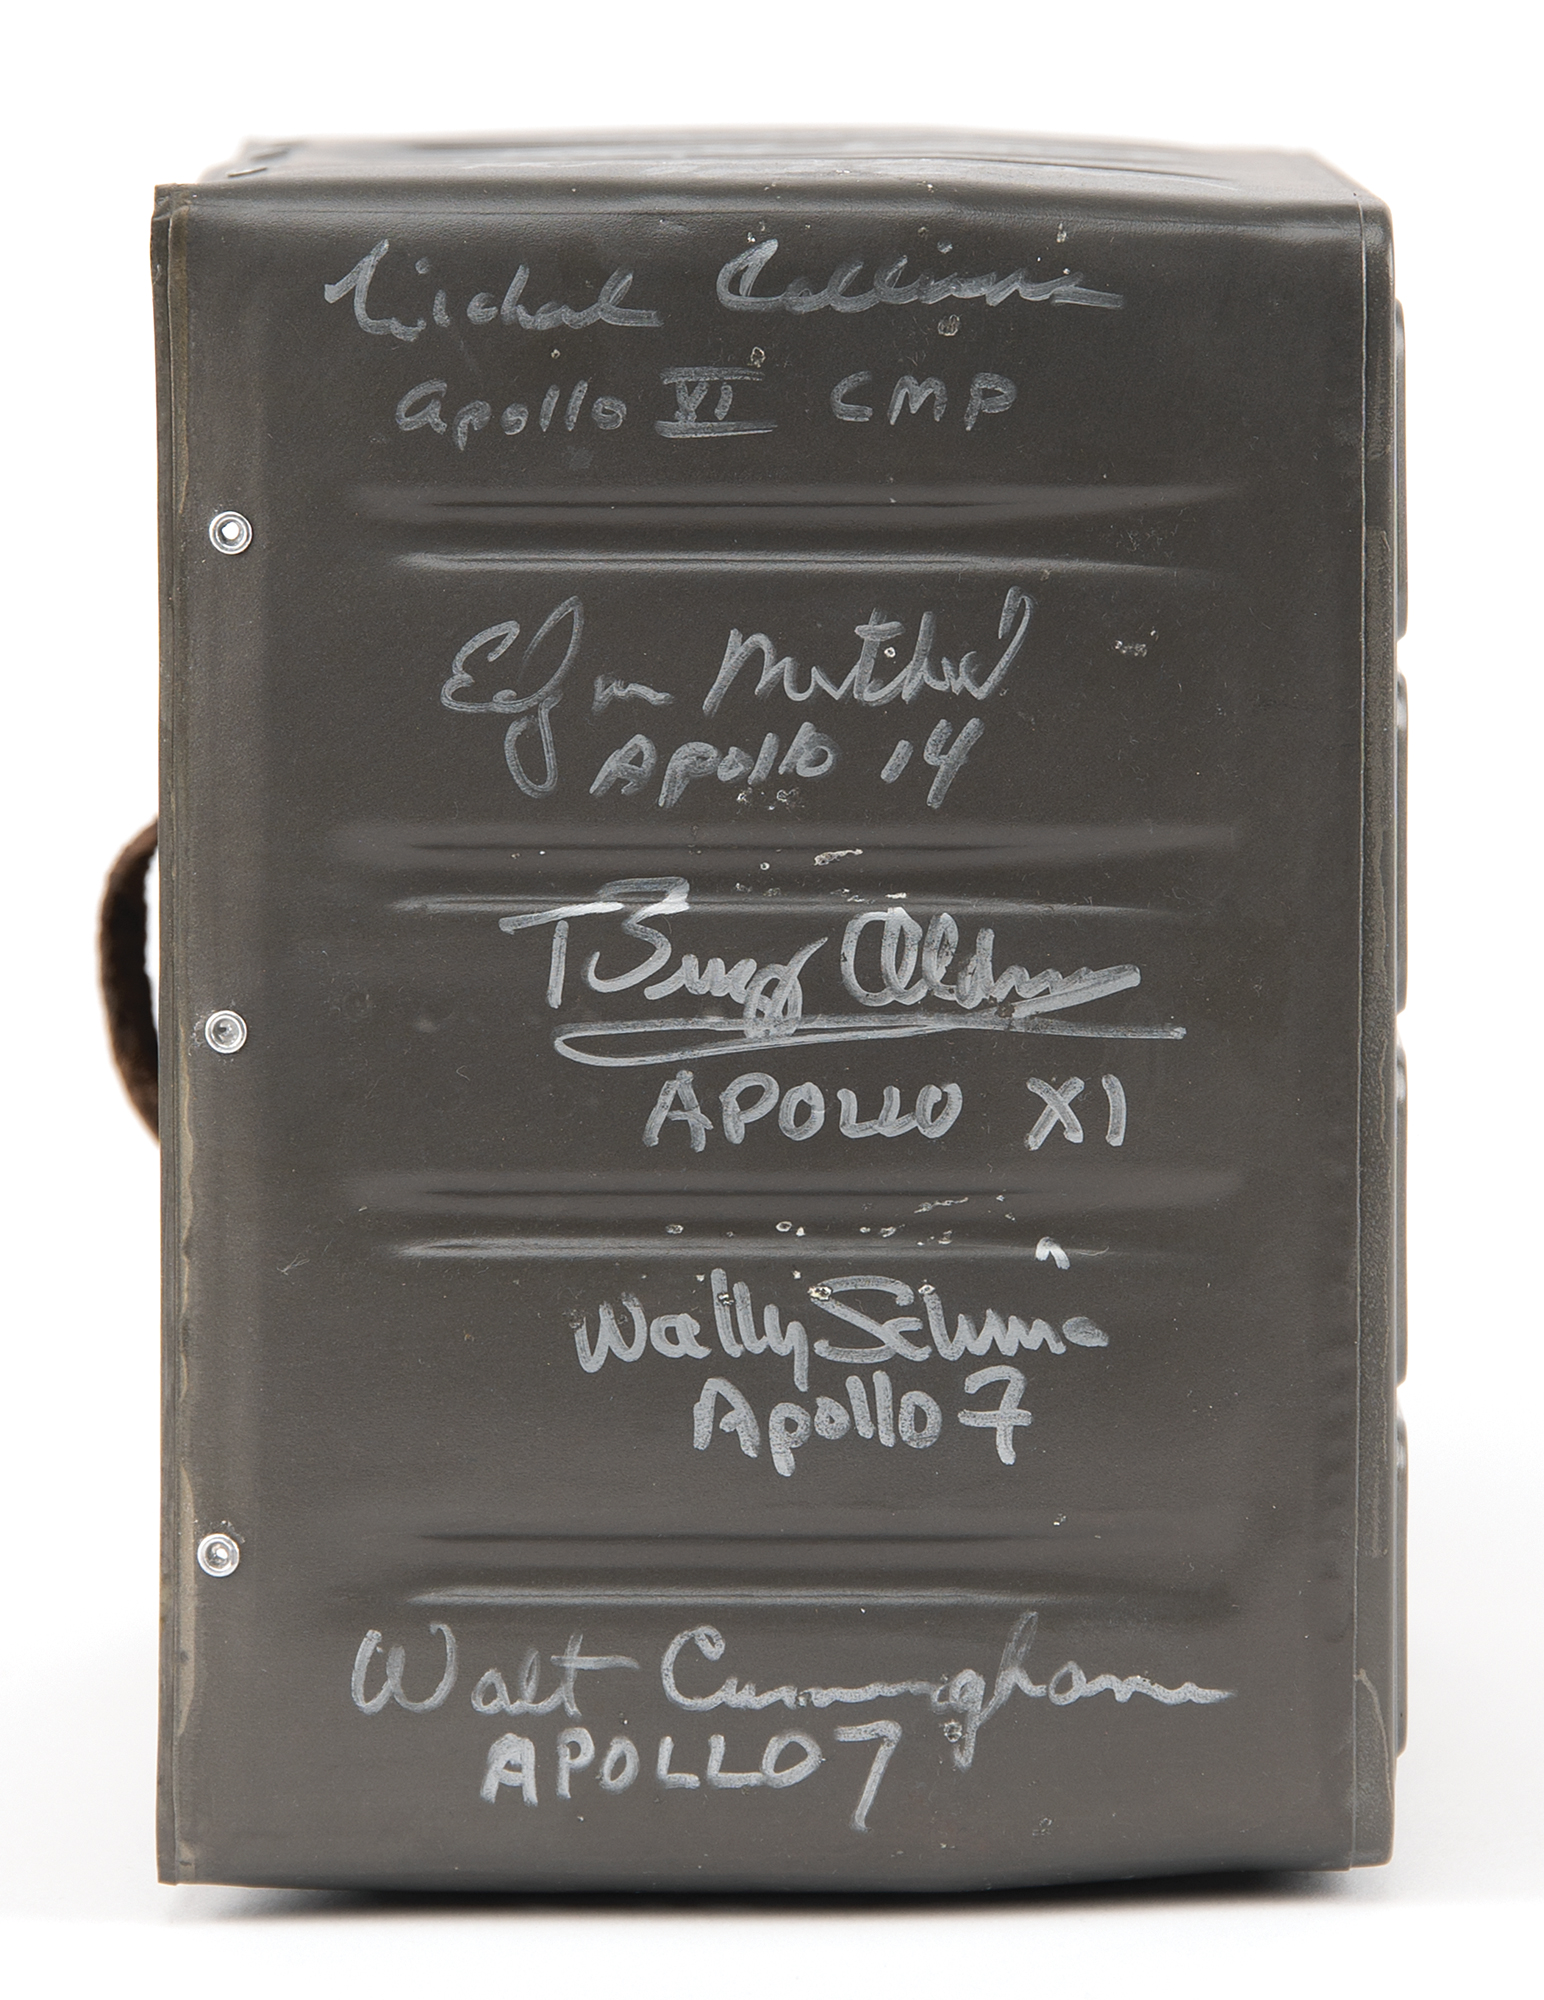 Michael Collins
Apollo XI CMP
Edgar Mitchell
Apollo 14
Buzz Aldrin
APOLLO XI
Wally Schirra
Apollo 7
Walt Cunningham
APOLLO 7